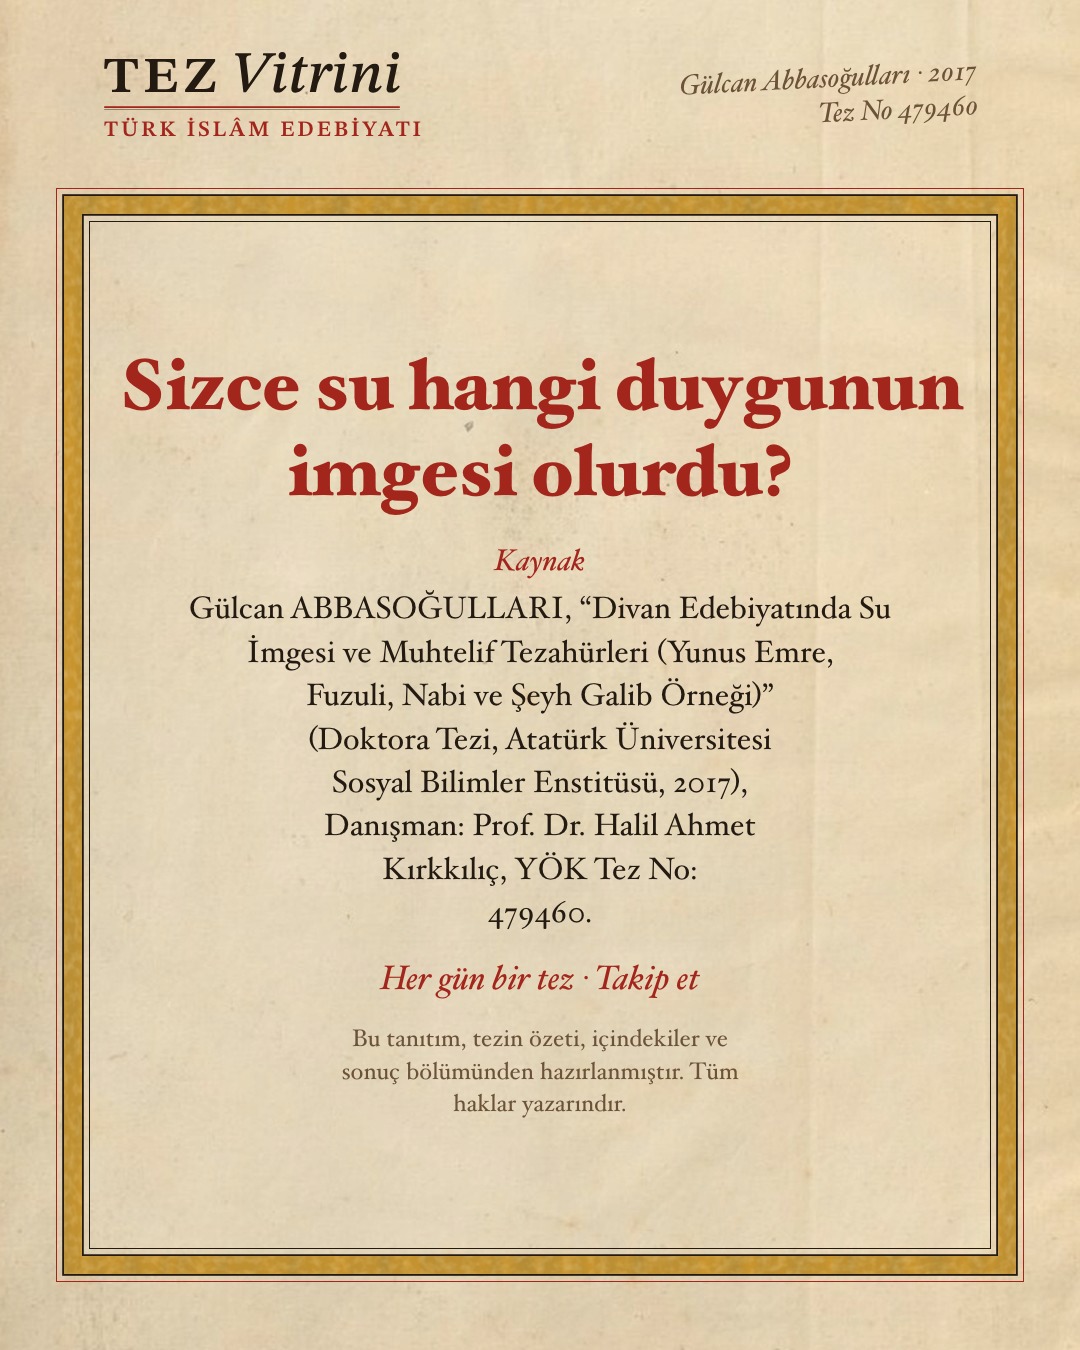 TEZ Vitrini
TÜRK İSLÂM EDEBİYATI
Gülcan Abbasoğulları · 2017
Tez No 479460
Sizce su hangi duygunun
imgesi olurdu?
Kaynak
Gülcan ABBASOĞULLARI, “Divan Edebiyatında Su
İmgesi ve Muhtelif Tezahürleri (Yunus Emre,
Fuzuli, Nabi ve Şeyh Galib Örneği)”
(Doktora Tezi, Atatürk Üniversitesi
Sosyal Bilimler Enstitüsü, 2017),
Danışman: Prof. Dr. Halil Ahmet
Kırkkılıç, YÖK Tez No:
479460.
Her gün bir tez · Takip et
Bu tanıtım, tezin özeti, içindekiler ve
sonuç bölümünden hazırlanmıştır. Tüm
haklar yazarındır.